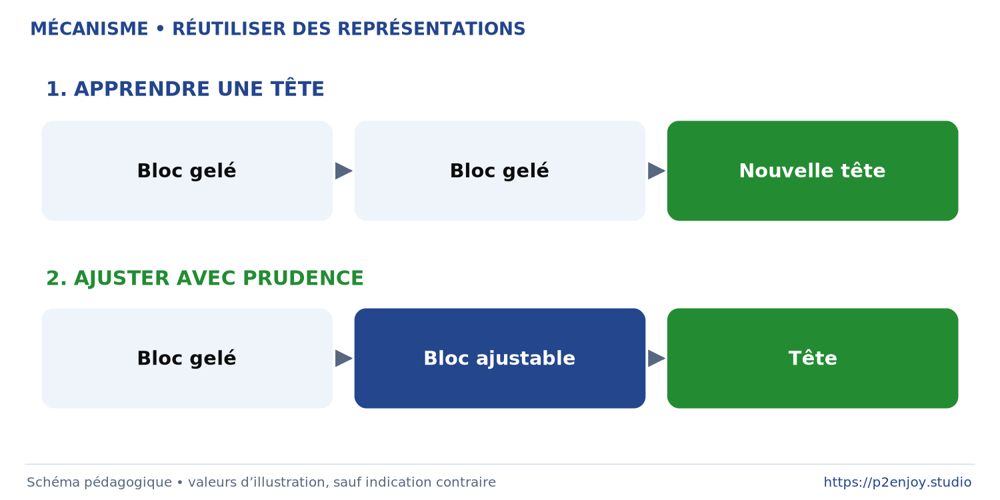 MÉCANISME • RÉUTILISER DES REPRÉSENTATIONS
1. APPRENDRE UNE TÊTE
Bloc gelé
Bloc gelé
Nouvelle tête
2. AJUSTER AVEC PRUDENCE
Bloc gelé
Bloc ajustable
Tête
Schéma pédagogique • valeurs d’illustration, sauf indication contraire
https://p2enjoy.studio